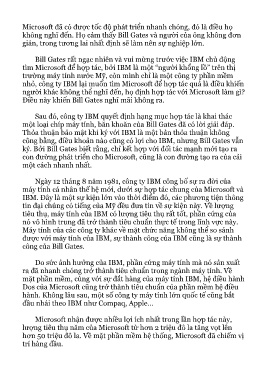 Microsoft đã có được tốc độ phát triển nhanh chóng, đó là điều họ
không nghĩ đến. Họ cảm thấy Bill Gates và người của ông không đơn
giản, trong tương lai nhất định sẽ làm nên sự nghiệp lớn.
Bill Gates rất ngạc nhiên và vui mừng trước việc IBM chủ động
tìm Microsoft để hợp tác, bởi IBM là một "người khổng lồ" trên thị
trường máy tính nước Mỹ, còn mình chỉ là một công ty phần mềm
nhỏ, công ty IBM lại muốn tìm Microsoft để hợp tác quả là điều khiến
người khác không thể nghĩ đến, họ định hợp tác với Microsoft làm gì?
Điều này khiến Bill Gates nghĩ mãi không ra.
Sau đó, công ty IBM quyết định hạng mục hợp tác là khai thác
một loại chip máy tính, băn khoăn của Bill Gates đã có lời giải đáp.
Thỏa thuận bảo mật khi ký với IBM là một bản thỏa thuận không
công bằng, điều khoản nào cũng có lợi cho IBM, nhưng Bill Gates vẫn
ký. Bởi Bill Gates biết rằng, chỉ kết hợp với đối tác mạnh mới tạo ra
con đường phát triển cho Microsoft, cũng là con đường tạo ra của cải
một cách nhanh nhất.
Ngày 12 tháng 8 năm 1981, công ty IBM công bố sự ra đời của
máy tính cá nhân thế hệ mới, dưới sự hợp tác chung của Microsoft và
IBM. Đây là một sự kiện lớn vào thời điểm đó, các phương tiện thông
tin đại chúng có tiếng của Mỹ đều đưa tin về sự kiện này. Về lượng
tiêu thụ, máy tính của IBM có lượng tiêu thụ rất tốt, phần cứng của
nó vô hình trung đã trở thành tiêu chuẩn thực tế trong lĩnh vực này.
Máy tính của các công ty khác về mặt chức năng không thể so sánh
được với máy tính của IBM, sự thành công của IBM cũng là sự thành
công của Bill Gates.
Do sức ảnh hưởng của IBM, phần cứng máy tính mà nó sản xuất
ra đã nhanh chóng trở thành tiêu chuẩn trong ngành máy tính. Về
mặt phần mềm, cùng với sự đắt hàng của máy tính IBM, hệ điều hành
Dos của Microsoft cũng trở thành tiêu chuẩn của phần mềm hệ điều
hành. Không lâu sau, một số công ty máy tính lớn quốc tế cũng bắt
đầu nhái theo IBM như Compaq, Apple...
Microsoft nhận được nhiều lợi ích nhất trong lần hợp tác này,
lượng tiêu thụ năm của Microsoft từ hơn 2 triệu đô la tăng vọt lên
hơn 50 triệu đô la. Về mặt phần mềm hệ thống, Microsoft đã chiếm vị
trí hàng đầu.